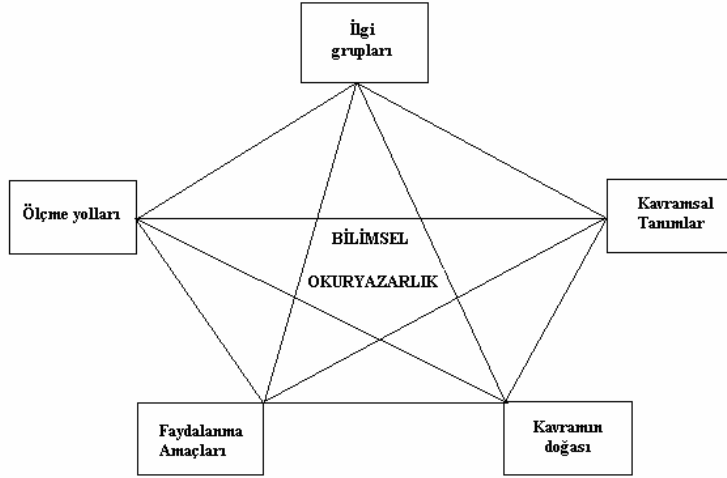 İlgi
grupları
Ölçme yolları
Kavramsal
Tanımlar
BİLİMSEL
OKURYAZARLIK
Faydalanma
Amaçları
Kavramın
doğası